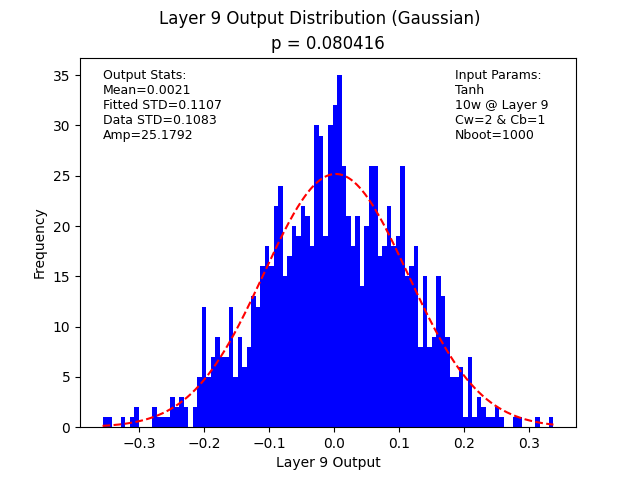 Layer 9 Output Distribution (Gaussian)
p = 0.080416
Output Stats:
Mean=0.0021
Fitted STD=0.1107
Data STD=0.1083
Amp=25.1792
Input Params:
Tanh
10w @ Layer 9
Cw=2 & Cb=1
Nboot=1000
Frequency
35
30
25
20
15
10
5
0
−0.3 −0.2 −0.1 0.0 0.1 0.2 0.3
Layer 9 Output